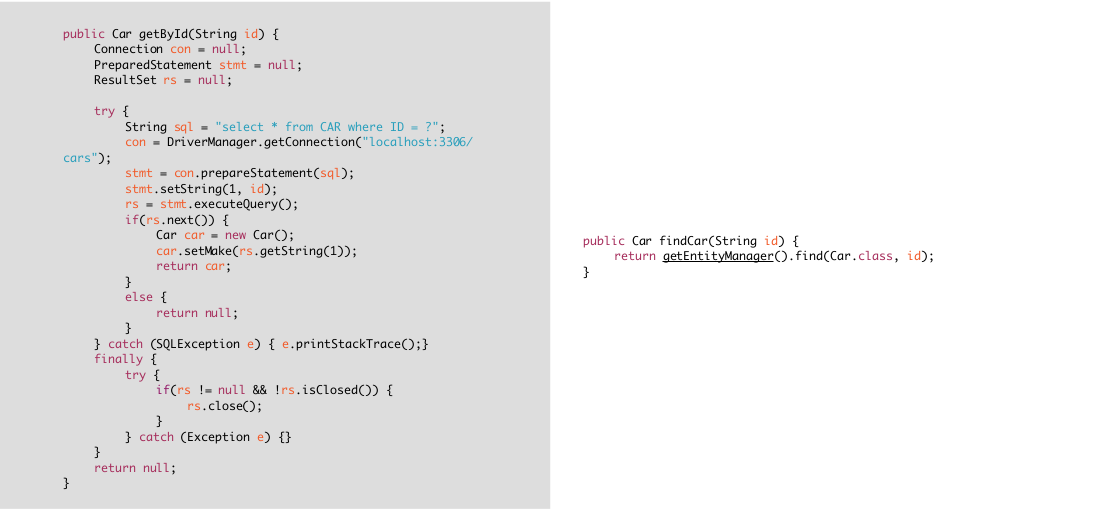 public Car getById(String id) {
Connection con = null;
PreparedStatement stmt = null;
ResultSet rs = null;
try {
String sql = "select * from CAR where ID = ?";
con = DriverManager.getConnection("localhost:3306/
cars");
stmt = con.prepareStatement(sql);
stmt.setString(1, id);
rs = stmt.executeQuery();
if(rs.next()) {
Car car = new Car();
car.setMake(rs.getString(1));
return car;
}
else {
return null;
}
} catch (SQLException e) { e.printStackTrace();}
finally {
try {
if(rs != null && !rs.isClosed()) {
rs.close();
}
} catch (Exception e) {}
}
return null;
}
public Car findCar(String id) {
return getEntityManager().find(Car.class, id);
}